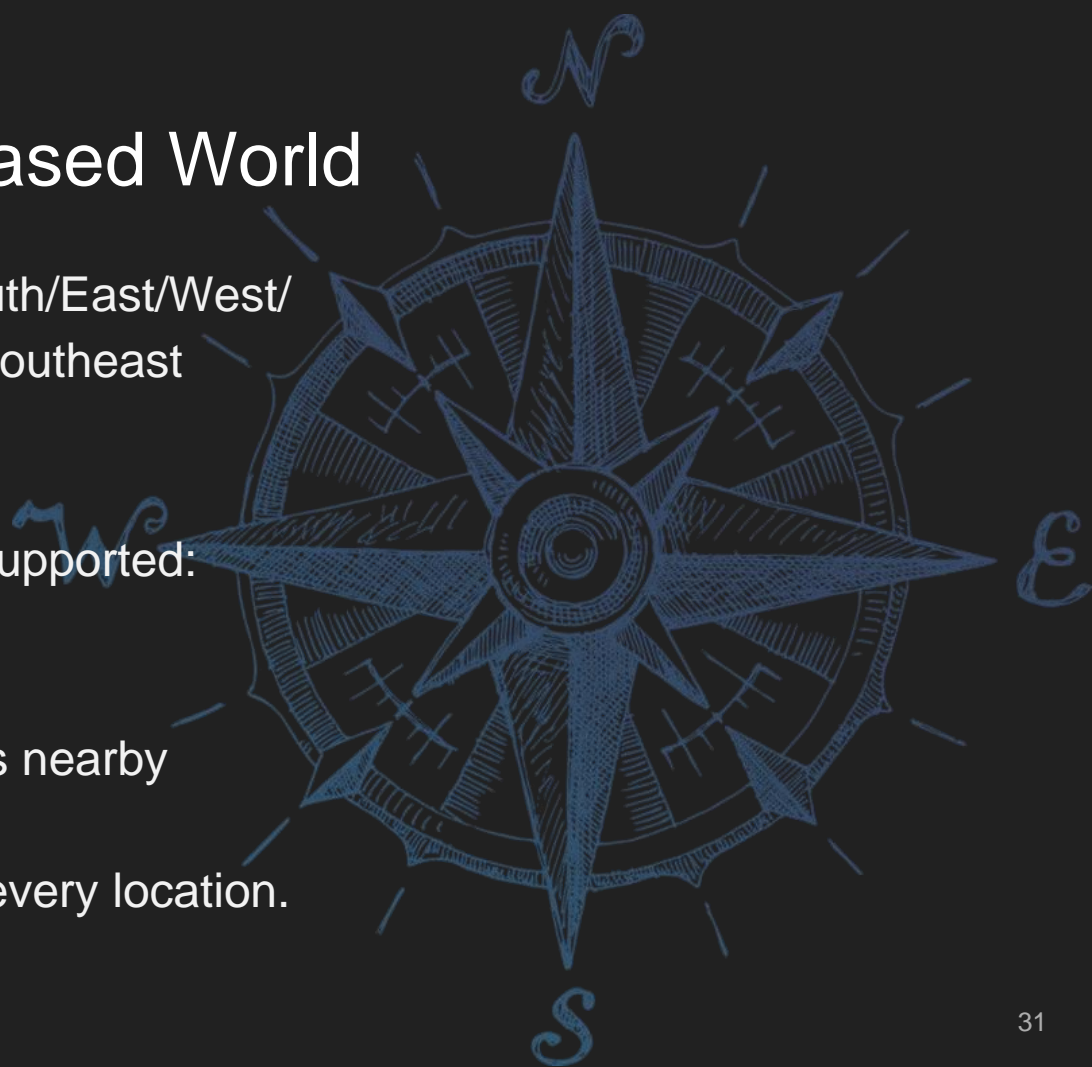 N
ased World
uth/East/West/
outheast
W
upported:
E
s nearby
every location.
S
31